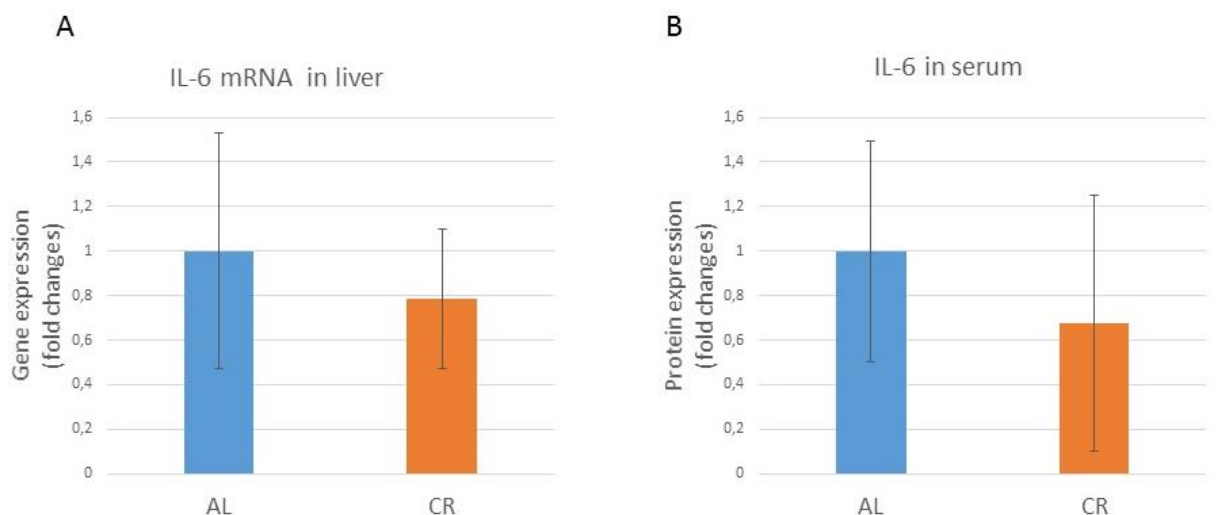 A
IL-6 mRNA in liver
Gene expression
(fold changes)
1,6
1,4
1,2
1
0,8
0,6
0,4
0,2
0
AL
CR
B
IL-6 in serum
Protein expression
(fold changes)
1,6
1,4
1,2
1
0,8
0,6
0,4
0,2
0
AL
CR